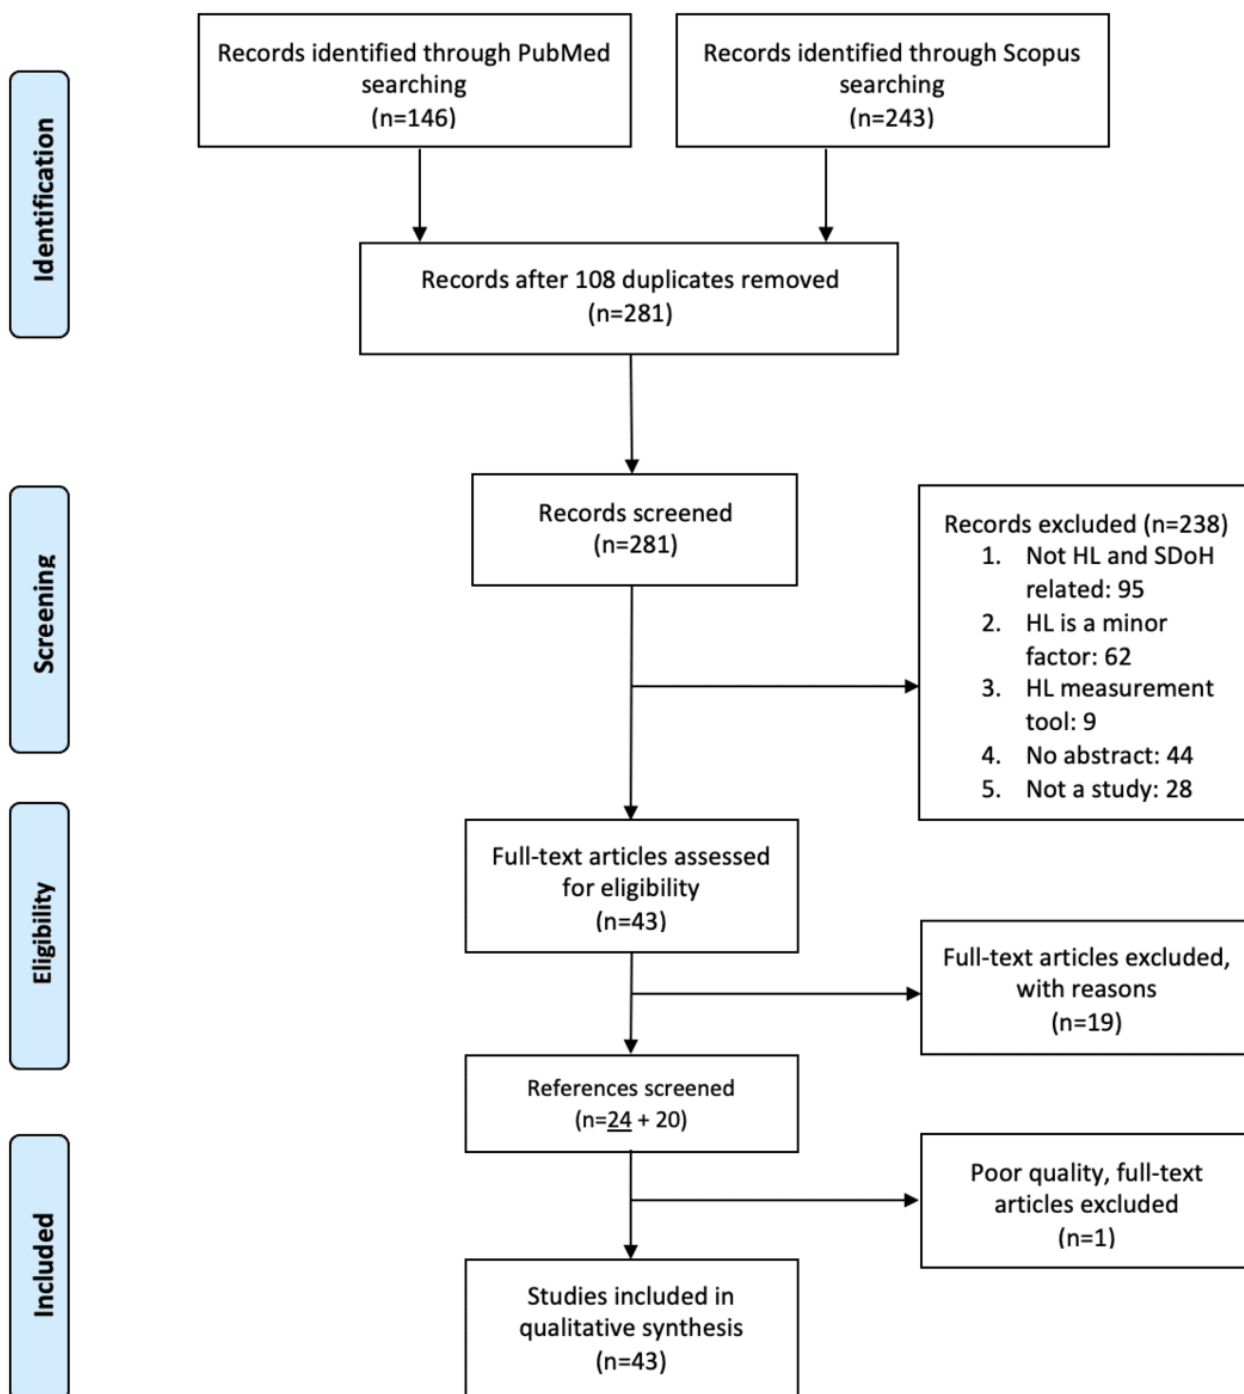 Identification
Records identified through PubMed
searching
(n=146)
Records identified through Scopus
searching
(n=243)
Records after 108 duplicates removed
(n=281)
Screening
Records screened
(n=281)
Records excluded (n=238)
1. Not HL and SDoH
related: 95
2. HL is a minor
factor: 62
3. HL measurement
tool: 9
4. No abstract: 44
5. Not a study: 28
Eligibility
Full-text articles assessed
for eligibility
(n=43)
Full-text articles excluded,
with reasons
(n=19)
References screened
(n=24 + 20)
Included
Poor quality, full-text
articles excluded
(n=1)
Studies included in
qualitative synthesis
(n=43)